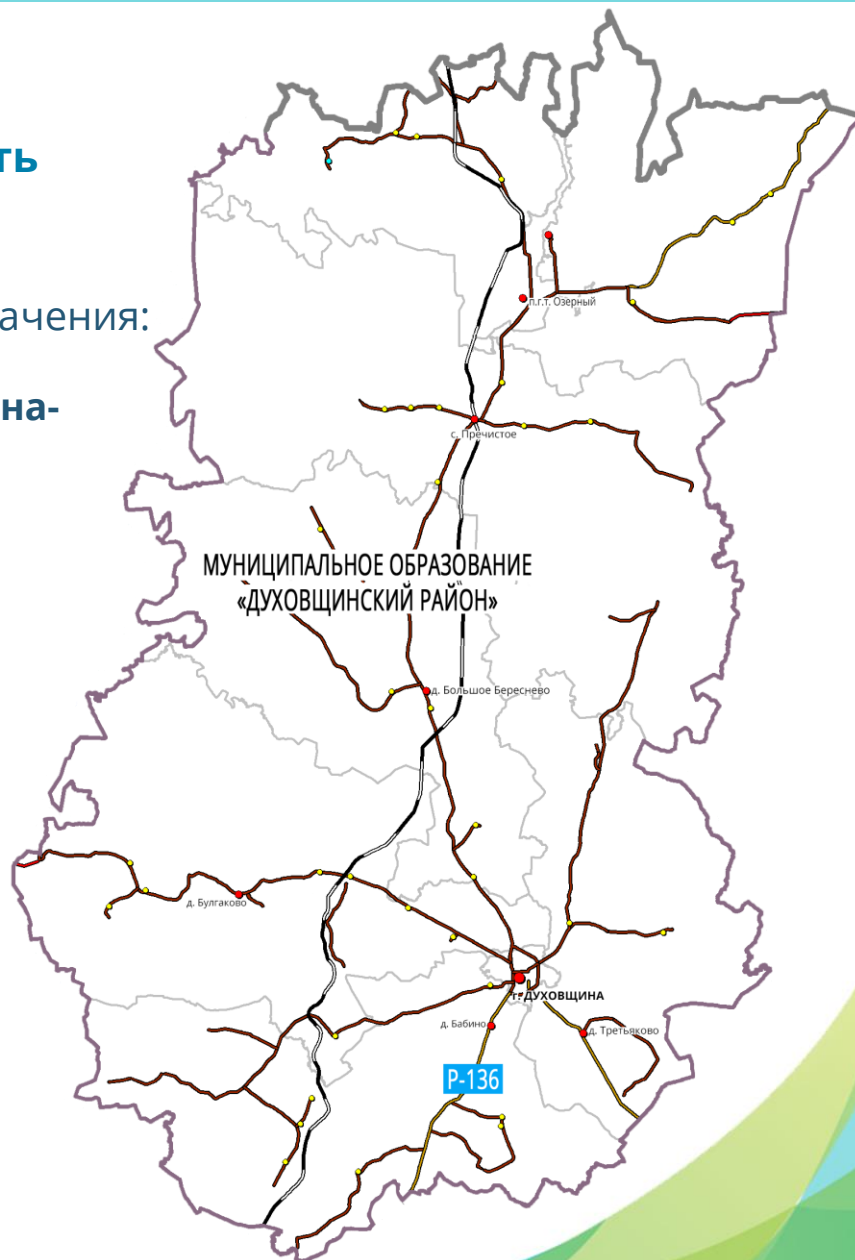 ть
ачения:
на-
п.г.т. Озерный
с. Пречистое
МУНИЦИПАЛЬНОЕ ОБРАЗОВАНИЕ
«ДУХОВЩИНСКИЙ РАЙОН»
д. Большое Береснево
д. Булгаково
г. ДУХОВЩИНА
д. Бабино
д. Третьяково
Р-136